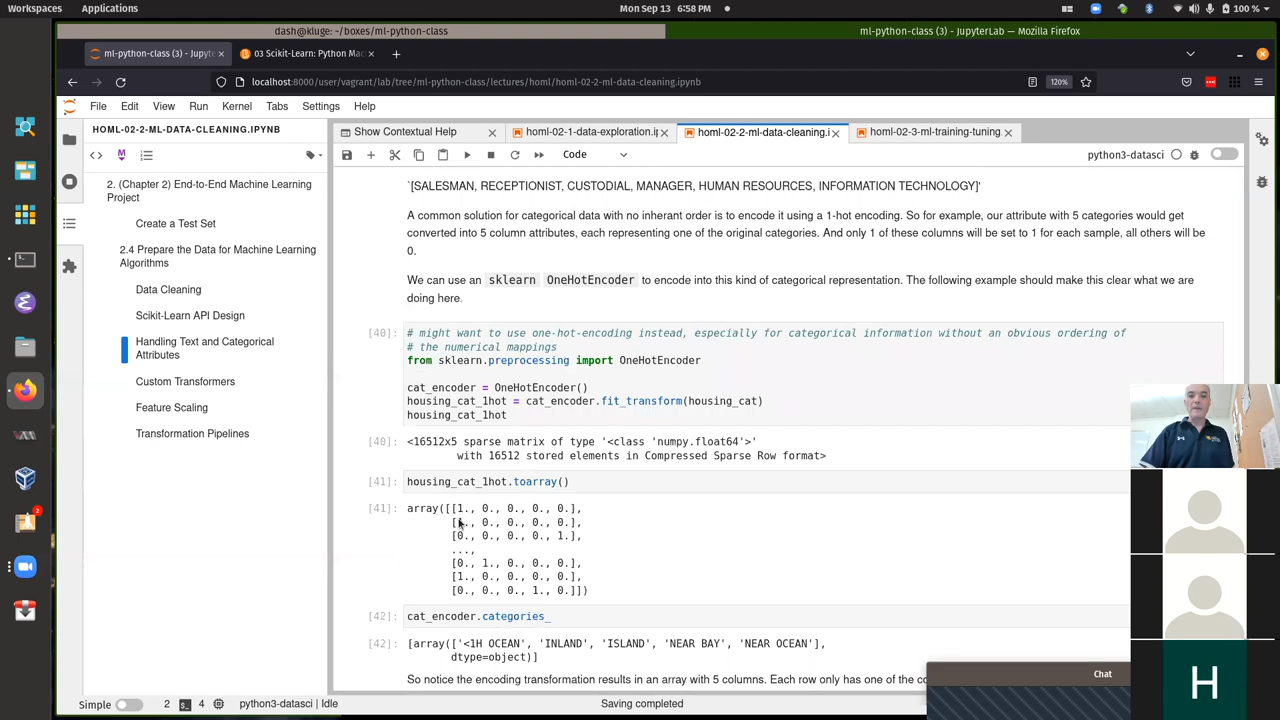 Workspaces Applications Mon Sep 13 6:58 PM 100 %
dash@kluge: ~/boxes/ml-python-class ml-python-class (3) - JupyterLab — Mozilla Firefox
ml-python-class (3) - Jupyte 03 Scikit-Learn: Python Mac
localhost:8000/user/vagrant/lab/tree/ml-python-class/lectures/homl/homl-02-2-ml-data-cleaning.ipynb 120%
File Edit View Run Kernel Tabs Settings Help
HOML-02-2-ML-DATA-CLEANING.IPYNB
Show Contextual Help homl-02-1-data-exploration.ip homl-02-2-ml-data-cleaning.i homl-02-3-ml-training-tuning.
Code python3-datasci
2. (Chapter 2) End-to-End Machine Learning
Project
Create a Test Set
2.4 Prepare the Data for Machine Learning
Algorithms
Data Cleaning
Scikit-Learn API Design
Handling Text and Categorical
Attributes
Custom Transformers
Feature Scaling
Transformation Pipelines
`[SALESMAN, RECEPTIONIST, CUSTODIAL, MANAGER, HUMAN RESOURCES, INFORMATION TECHNOLOGY]'
A common solution for categorical data with no inherant order is to encode it using a 1-hot encoding. So for example, our attribute with 5 categories would get
converted into 5 column attributes, each representing one of the original categories. And only 1 of these columns will be set to 1 for each sample, all others will be
0.
We can use an sklearn OneHotEncoder to encode into this kind of categorical representation. The following example should make this clear what we are
doing here.
[40]: # might want to use one-hot-encoding instead, especially for categorical information without an obvious ordering of
# the numerical mappings
from sklearn.preprocessing import OneHotEncoder
cat_encoder = OneHotEncoder()
housing_cat_1hot = cat_encoder.fit_transform(housing_cat)
housing_cat_1hot
[40]: <16512x5 sparse matrix of type '<class 'numpy.float64'>'
with 16512 stored elements in Compressed Sparse Row format>
[41]: housing_cat_1hot.toarray()
[41]: array([[1., 0., 0., 0., 0.],
[1., 0., 0., 0., 0.],
[0., 0., 0., 0., 1.],
...,
[0., 1., 0., 0., 0.],
[1., 0., 0., 0., 0.],
[0., 0., 0., 1., 0.]])
[42]: cat_encoder.categories_
[42]: [array(['<1H OCEAN', 'INLAND', 'ISLAND', 'NEAR BAY', 'NEAR OCEAN'],
dtype=object)]
So notice the encoding transformation results in an array with 5 columns. Each row only has one of the
Chat
H
Simple 2 4 python3-datasci | Idle Saving completed